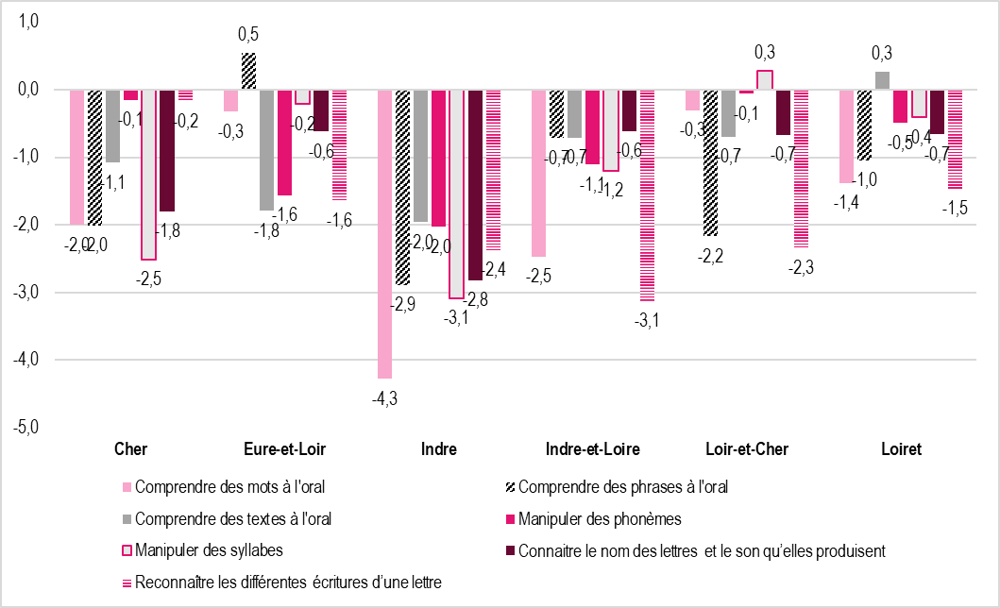 1,0
0,0
-1,0
-2,0
-3,0
-4,0
-5,0
-2,0 -2,0 -1,1 -0,1 -2,5 -1,8 -0,2
-0,3 0,5 -1,8 -1,6 -0,2 -0,6 -1,6
-4,3 -2,9 -2,0 -2,0 -3,1 -2,8 -2,4
-2,5 -0,7 -0,7 -1,1 -1,2 -0,6 -3,1
-0,3 -2,2 -0,7 -0,1 0,3 -0,7 -2,3
-1,4 -1,0 0,3 -0,5 -0,4 -0,7 -1,5
Cher Eure-et-Loir Indre Indre-et-Loire Loir-et-Cher Loiret
Comprendre des mots à l'oral Comprendre des phrases à l'oral
Comprendre des textes à l'oral Manipuler des phonèmes
Manipuler des syllabes Connaitre le nom des lettres et le son qu’elles produisent
Reconnaître les différentes écritures d’une lettre